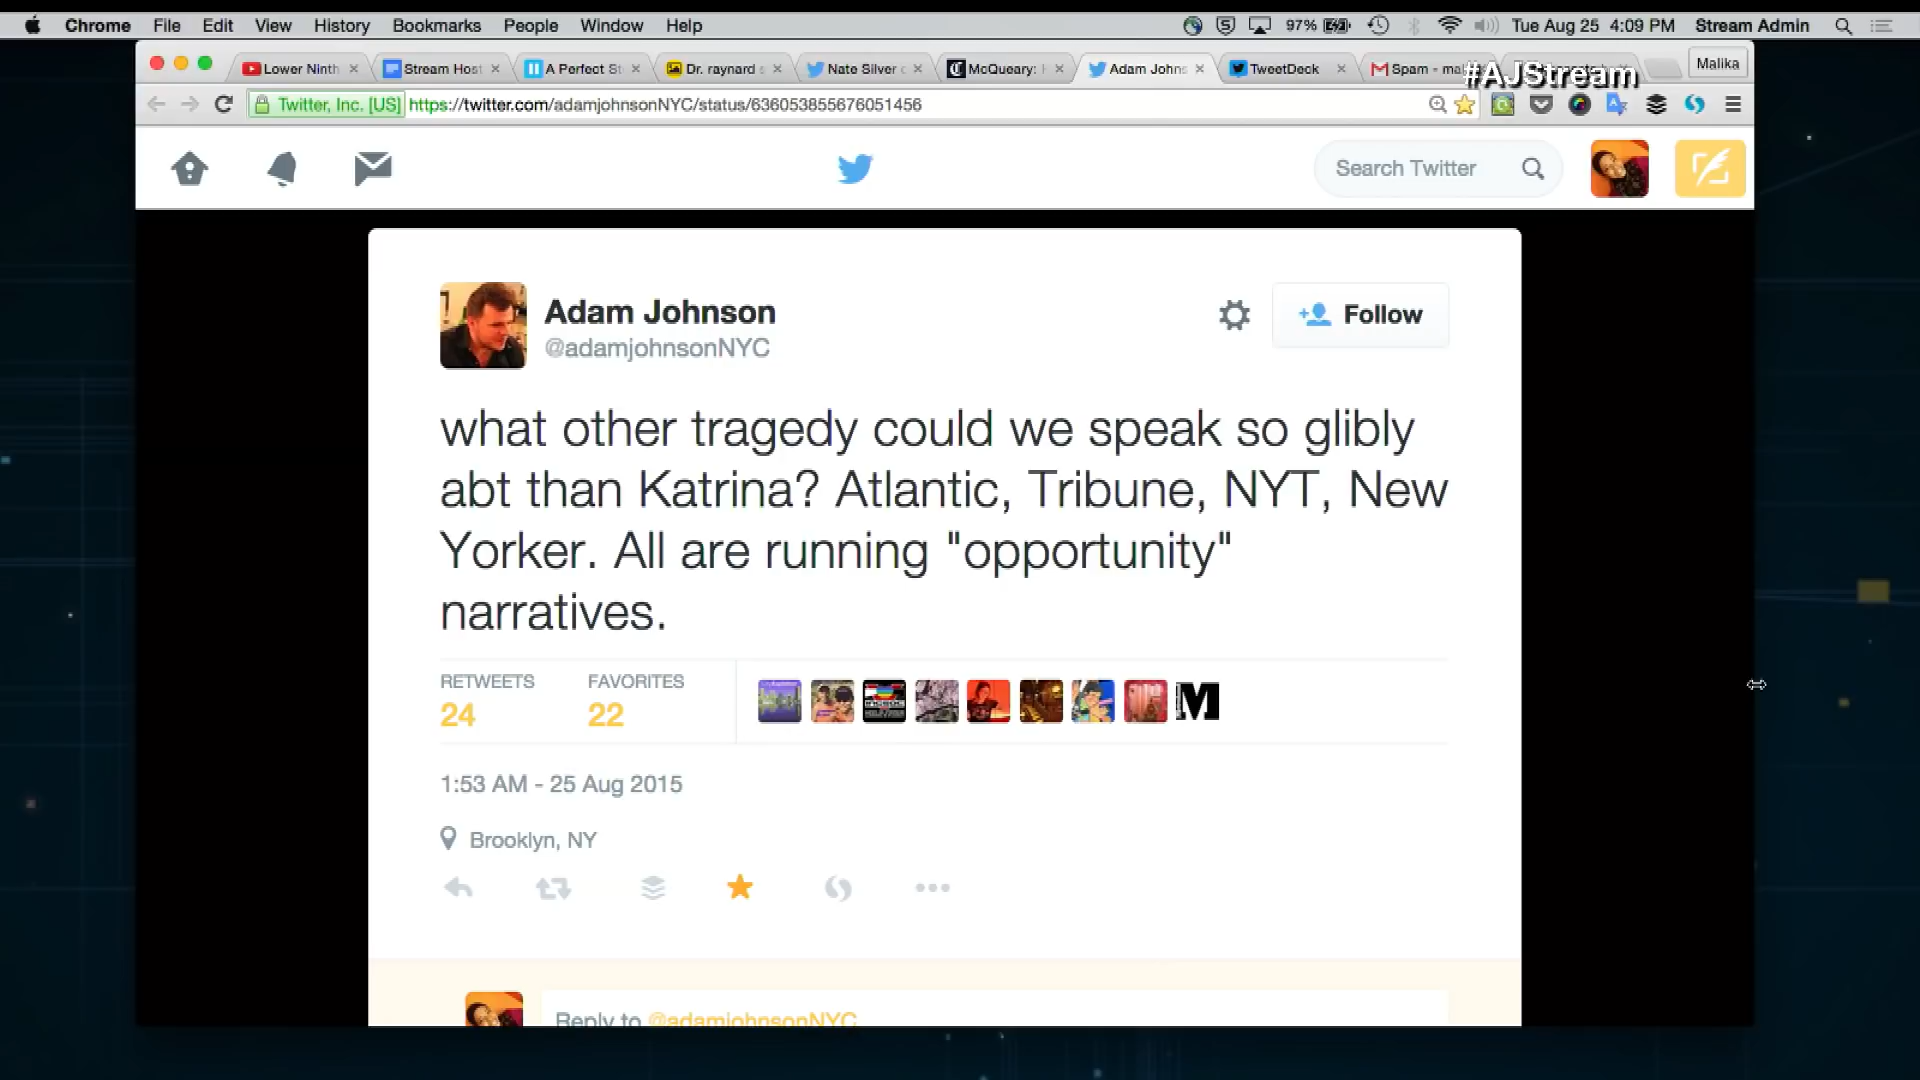 Chrome File Edit View History Bookmarks People Window Help 97% Tue Aug 25 4:09 PM Stream Admin
Lower Ninth Stream Host A Perfect St Dr. raynard Nate Silver McQueary: Adam Johns TweetDeck Spam - ma Malika
#AJStream
Twitter, Inc. [US] https://twitter.com/adamjohnsonNYC/status/636053855676051456
Search Twitter
Adam Johnson
@adamjohnsonNYC
Follow
what other tragedy could we speak so glibly
abt than Katrina? Atlantic, Tribune, NYT, New
Yorker. All are running "opportunity"
narratives.
RETWEETS FAVORITES
24 22
M
1:53 AM - 25 Aug 2015
Brooklyn, NY
Reply to @adamjohnsonNYC